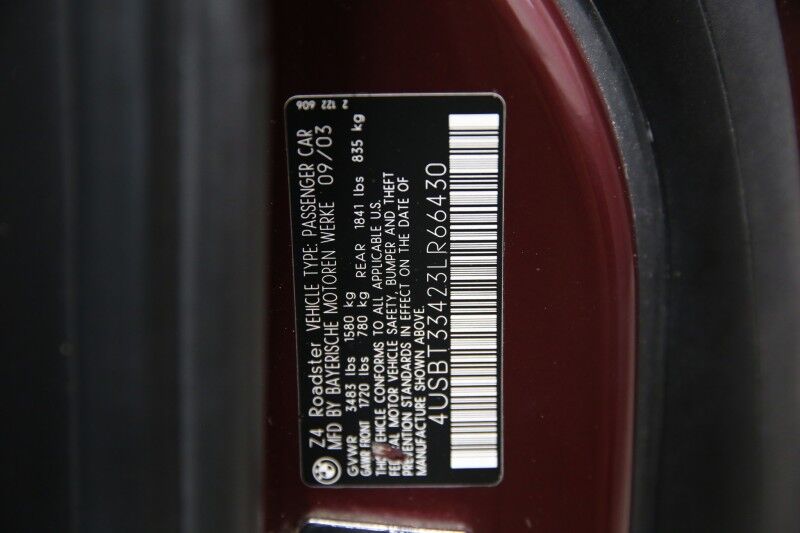 Z4 Roadster VEHICLE TYPE: PASSENGER CAR
MFD BY BAYERISCHE MOTOREN WERKE 09/03
GVWR 3483 lbs 1580 kg
GAWR FRONT 1720 lbs 780 kg REAR 1841 lbs 835 kg
VEHICLE CONFORMS TO ALL APPLICABLE U.S.
MOTOR VEHICLE SAFETY, BUMPER AND THEFT
PREVENTION STANDARDS IN EFFECT ON THE DATE OF
MANUFACTURE SHOWN ABOVE.
4USBT33423LR66430
2 122 606